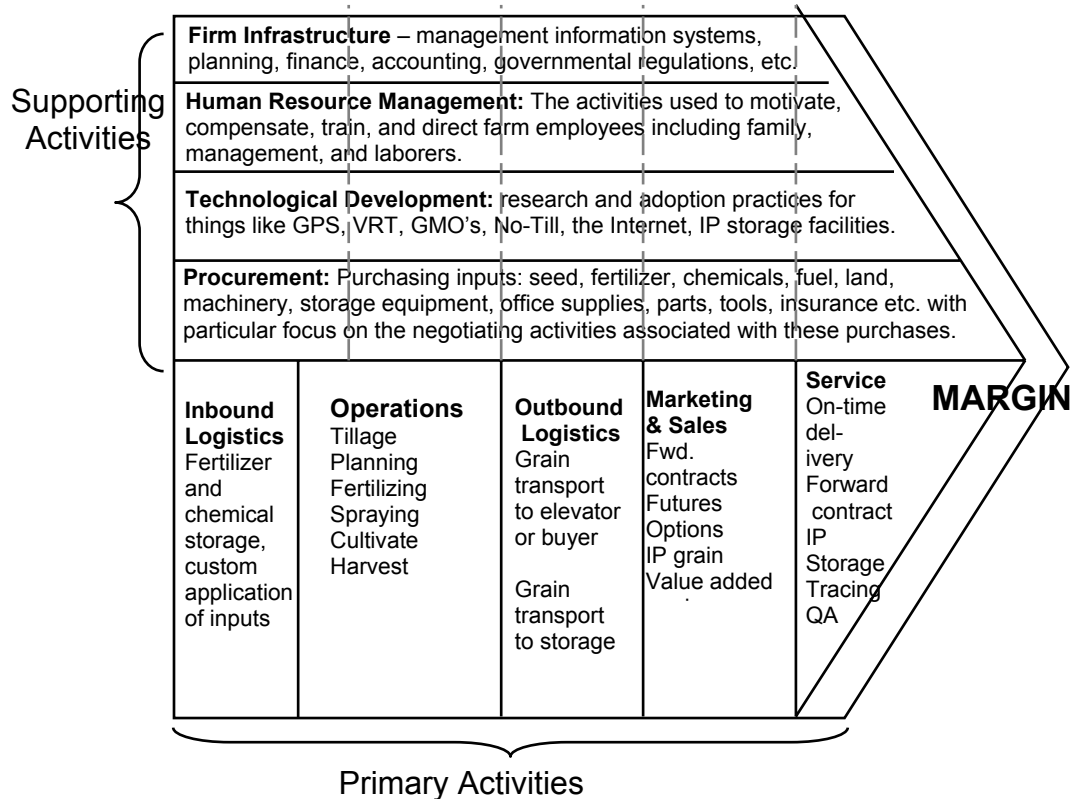 Firm Infrastructure – management information systems,
planning, finance, accounting, governmental regulations, etc.
Supporting
Activities
Human Resource Management: The activities used to motivate,
compensate, train, and direct farm employees including family,
management, and laborers.
Technological Development: research and adoption practices for
things like GPS, VRT, GMO's, No-Till, the Internet, IP storage facilities.
Procurement: Purchasing inputs: seed, fertilizer, chemicals, fuel, land,
machinery, storage equipment, office supplies, parts, tools, insurance etc. with
particular focus on the negotiating activities associated with these purchases.
Inbound
Logistics
Fertilizer
and
chemical
storage,
custom
application
of inputs
Operations
Tillage
Planning
Fertilizing
Spraying
Cultivate
Harvest
Outbound
Logistics
Grain
transport
to elevator
or buyer
Grain
transport
to storage
Marketing
& Sales
Fwd.
contracts
Futures
Options
IP grain
Value added
Service
On-time
del-
ivery
Forward
contract
IP
Storage
Tracing
QA
MARGIN
Primary Activities